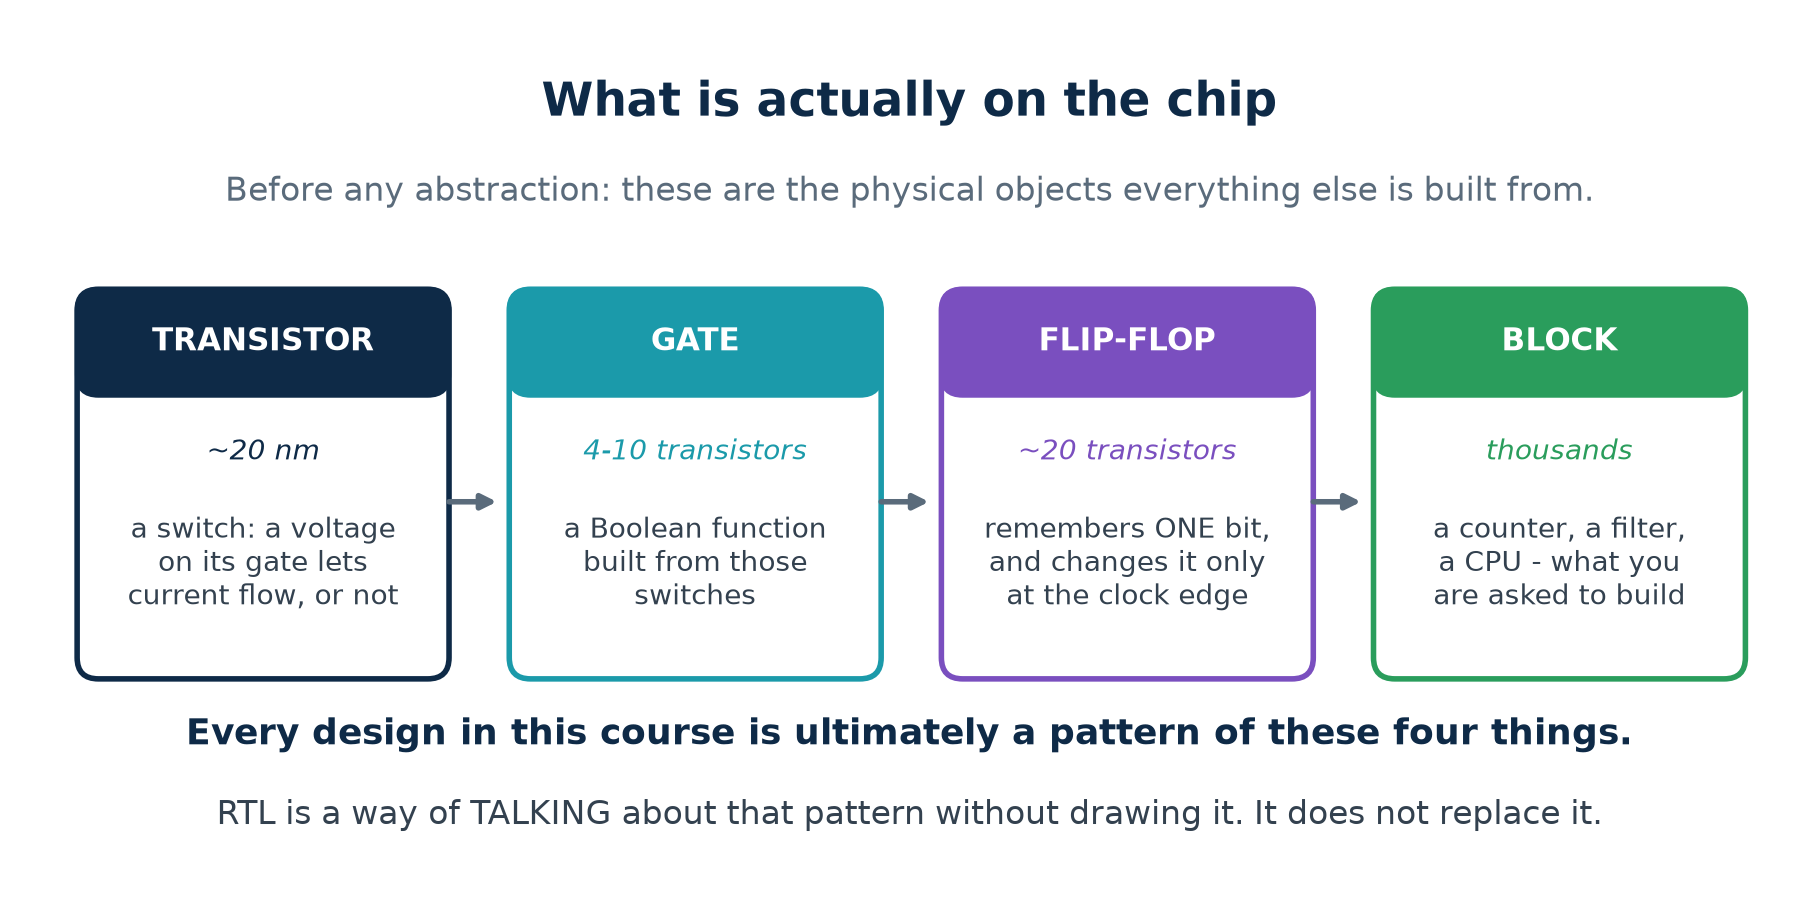 What is actually on the chip
Before any abstraction: these are the physical objects everything else is built from.
TRANSISTOR
~20 nm
a switch: a voltage
on its gate lets
current flow, or not
GATE
4-10 transistors
a Boolean function
built from those
switches
FLIP-FLOP
~20 transistors
remembers ONE bit,
and changes it only
at the clock edge
BLOCK
thousands
a counter, a filter,
a CPU - what you
are asked to build
Every design in this course is ultimately a pattern of these four things.
RTL is a way of TALKING about that pattern without drawing it. It does not replace it.